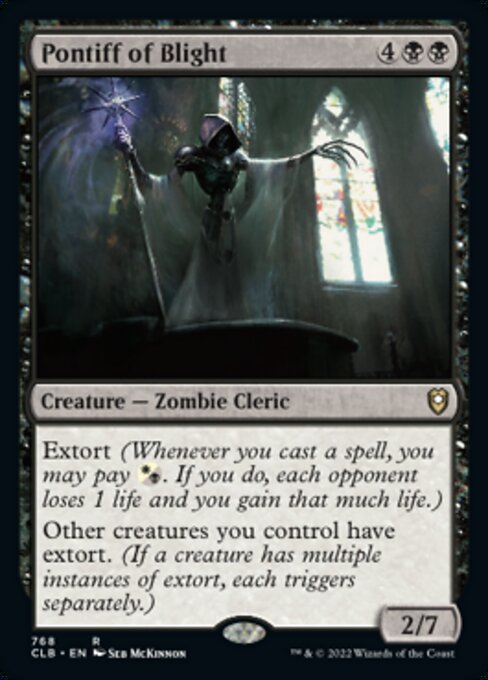 Pontiff of Blight 4
Creature — Zombie Cleric
Extort (Whenever you cast a spell, you
may pay . If you do, each opponent
loses 1 life and you gain that much life.)
Other creatures you control have
extort. (If a creature has multiple
instances of extort, each triggers
separately.)
2/7
768 R
CLB • EN Seb McKinnon
™ & © 2022 Wizards of the Coast